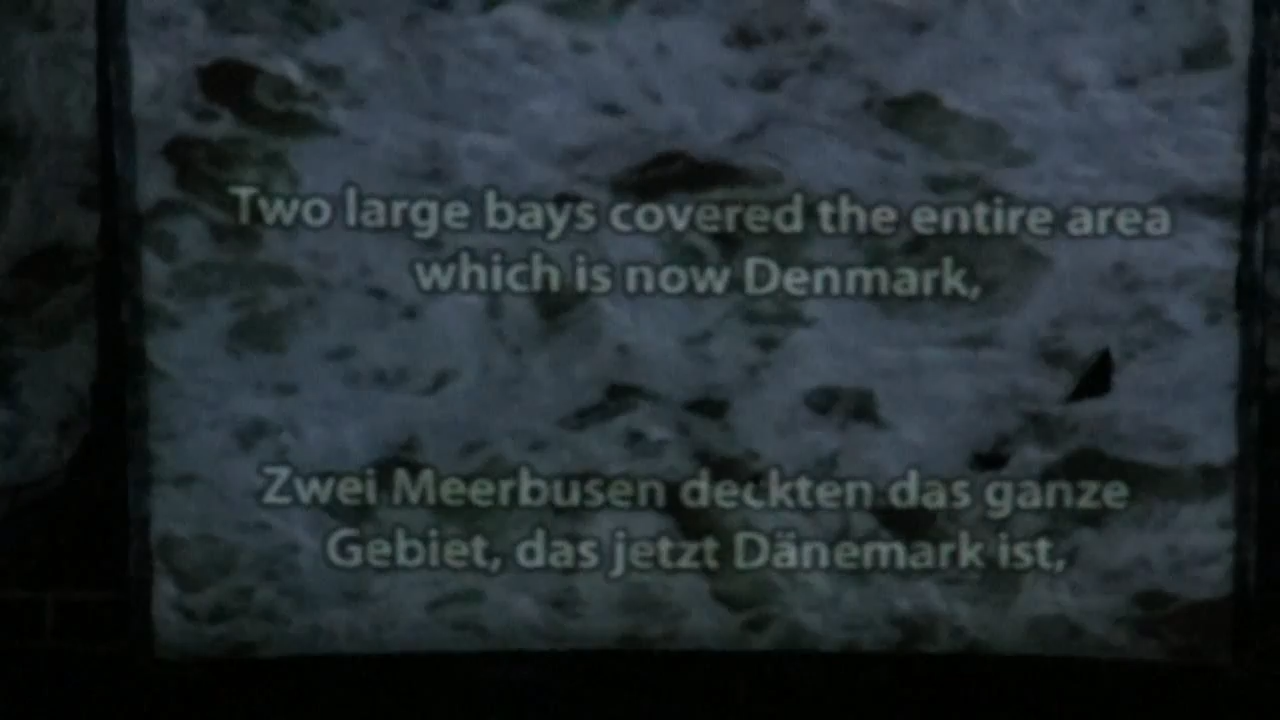 Two large bays covered the entire area
which is now Denmark,
Zwei Meerbusen deckten das ganze
Gebiet, das jetzt Dänemark ist,